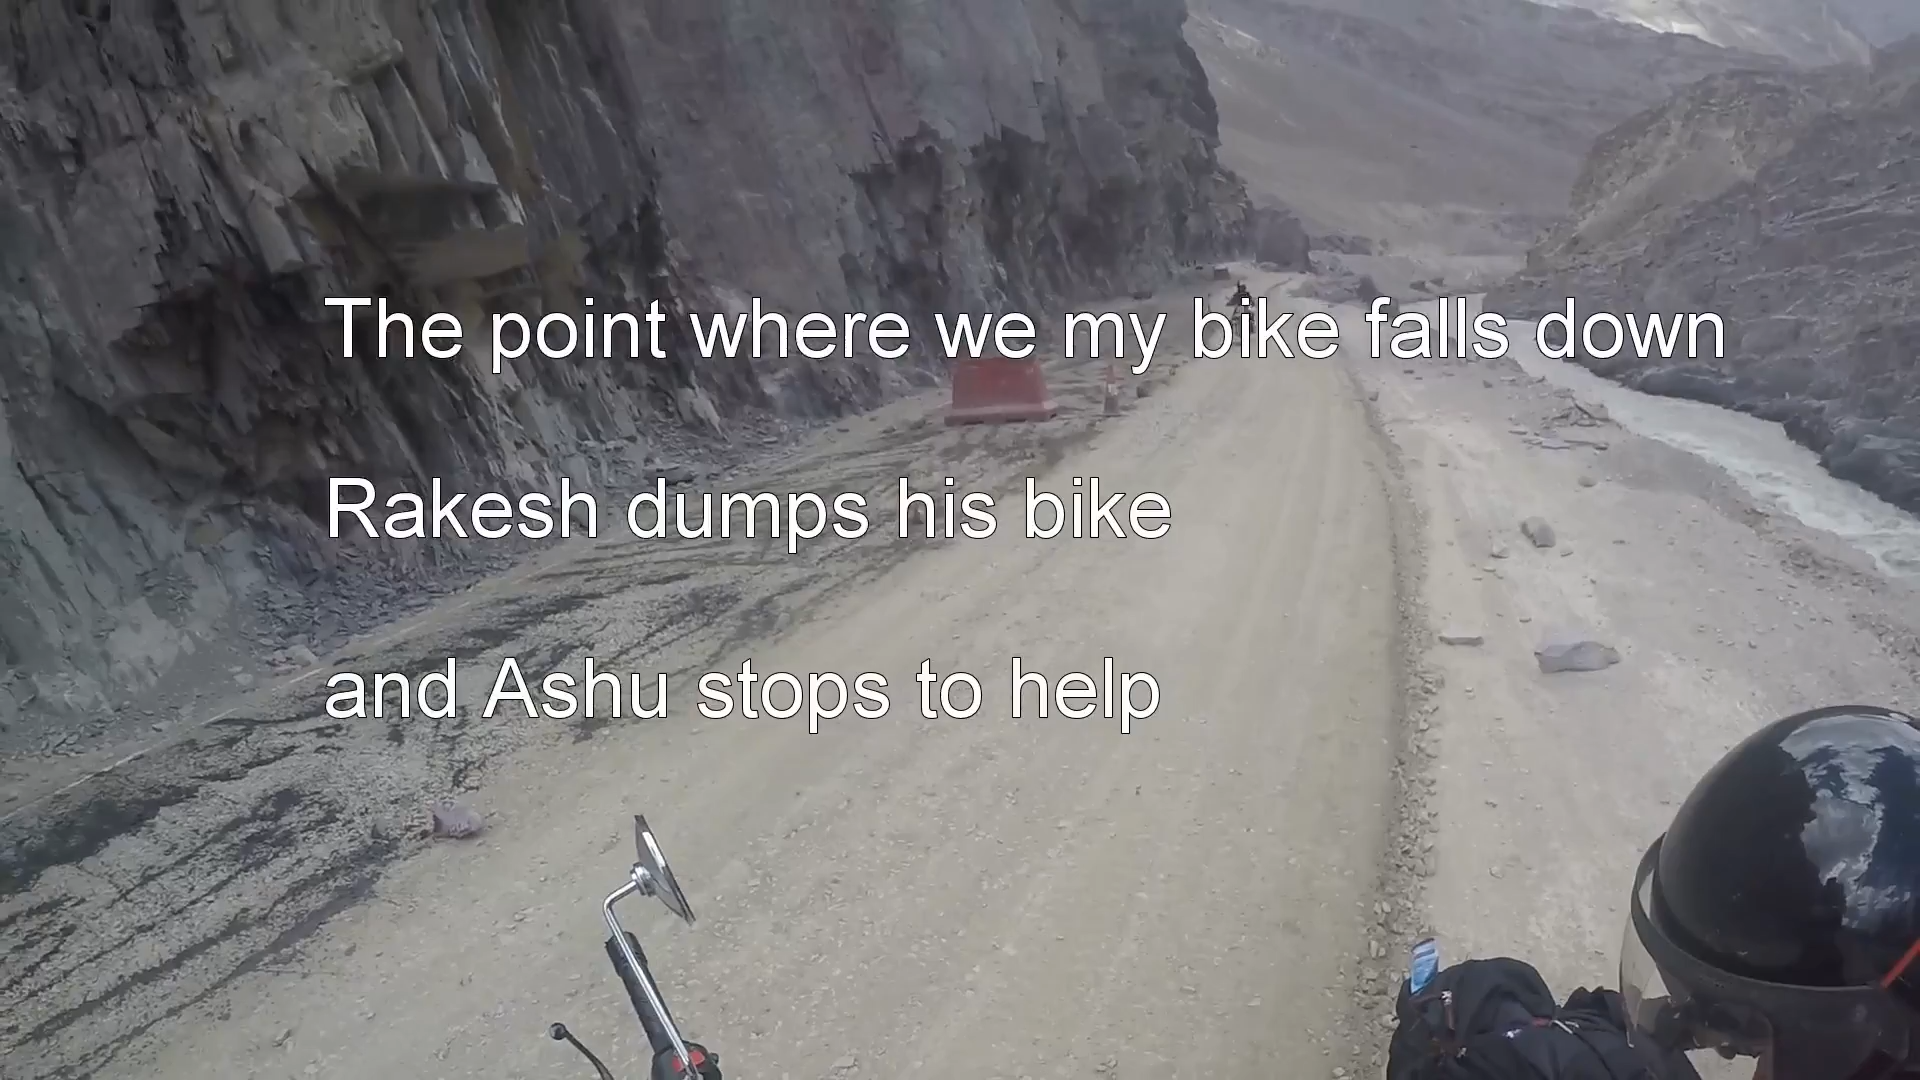 The point where we my bike falls down
Rakesh dumps his bike
and Ashu stops to help